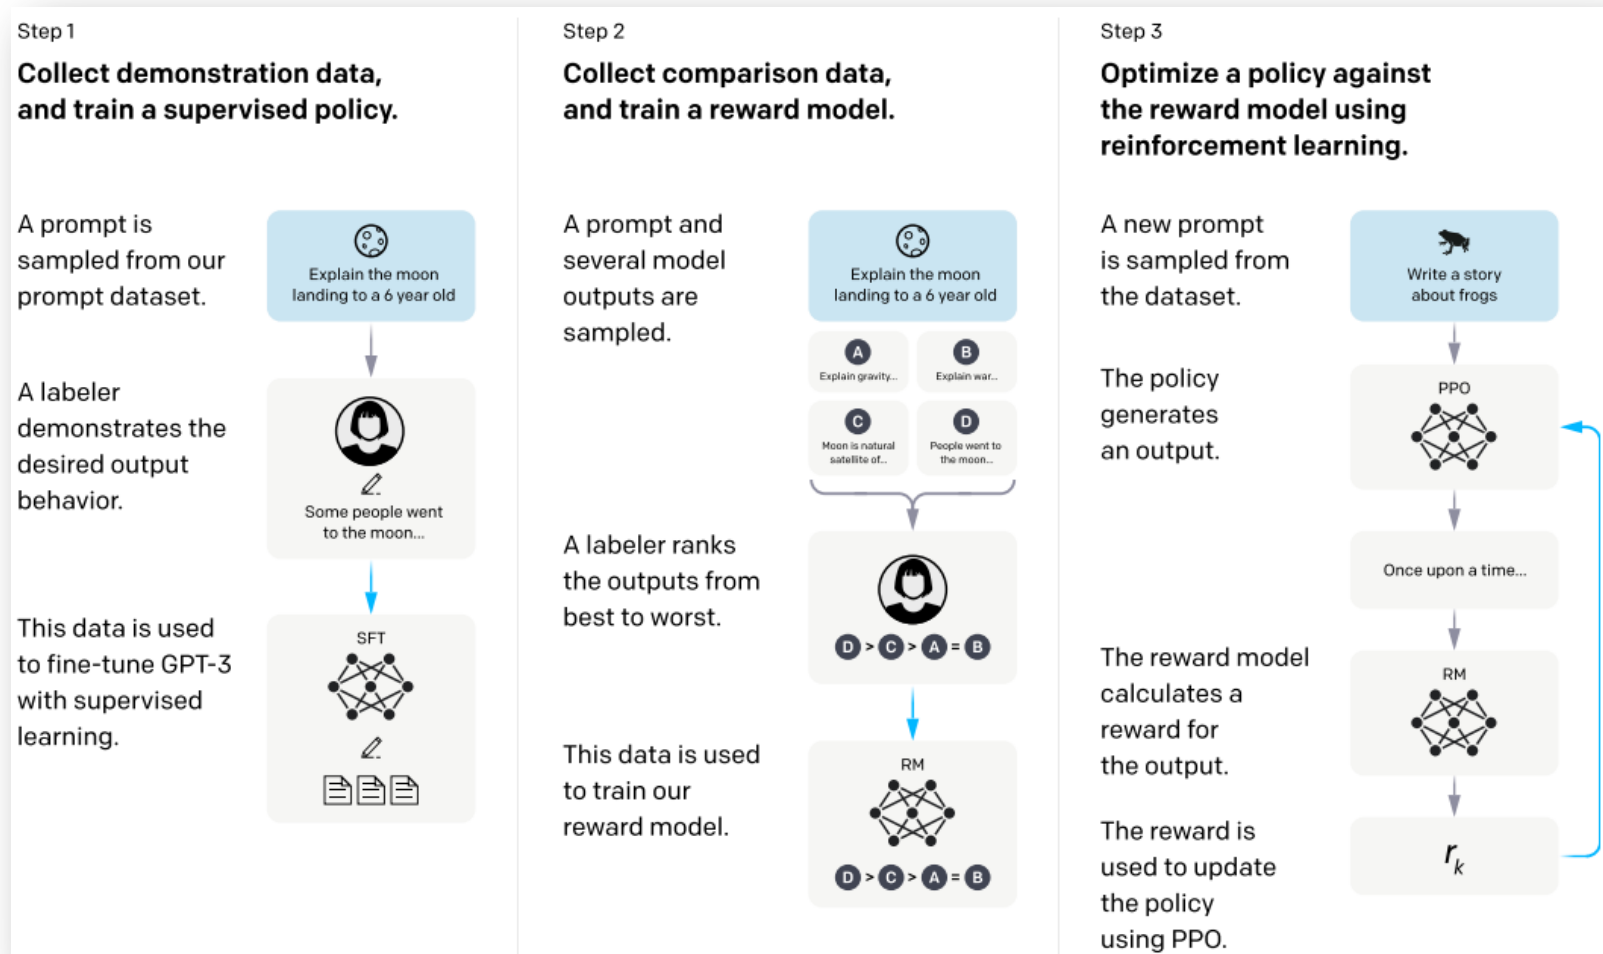 Step 1
Collect demonstration data,
and train a supervised policy.
A prompt is
sampled from our
prompt dataset.
Explain the moon
landing to a 6 year old
A labeler
demonstrates the
desired output
behavior.
Some people went
to the moon...
This data is used
to fine-tune GPT-3
with supervised
learning.
SFT
Step 2
Collect comparison data,
and train a reward model.
A prompt and
several model
outputs are
sampled.
Explain the moon
landing to a 6 year old
A
Explain gravity...
B
Explain war...
C
Moon is natural
satellite of...
D
People went to
the moon...
A labeler ranks
the outputs from
best to worst.
D > C > A = B
This data is used
to train our
reward model.
RM
D > C > A = B
Step 3
Optimize a policy against
the reward model using
reinforcement learning.
A new prompt
is sampled from
the dataset.
Write a story
about frogs
The policy
generates
an output.
PPO
Once upon a time...
The reward model
calculates a
reward for
the output.
RM
The reward is
used to update
the policy
using PPO.
r_k